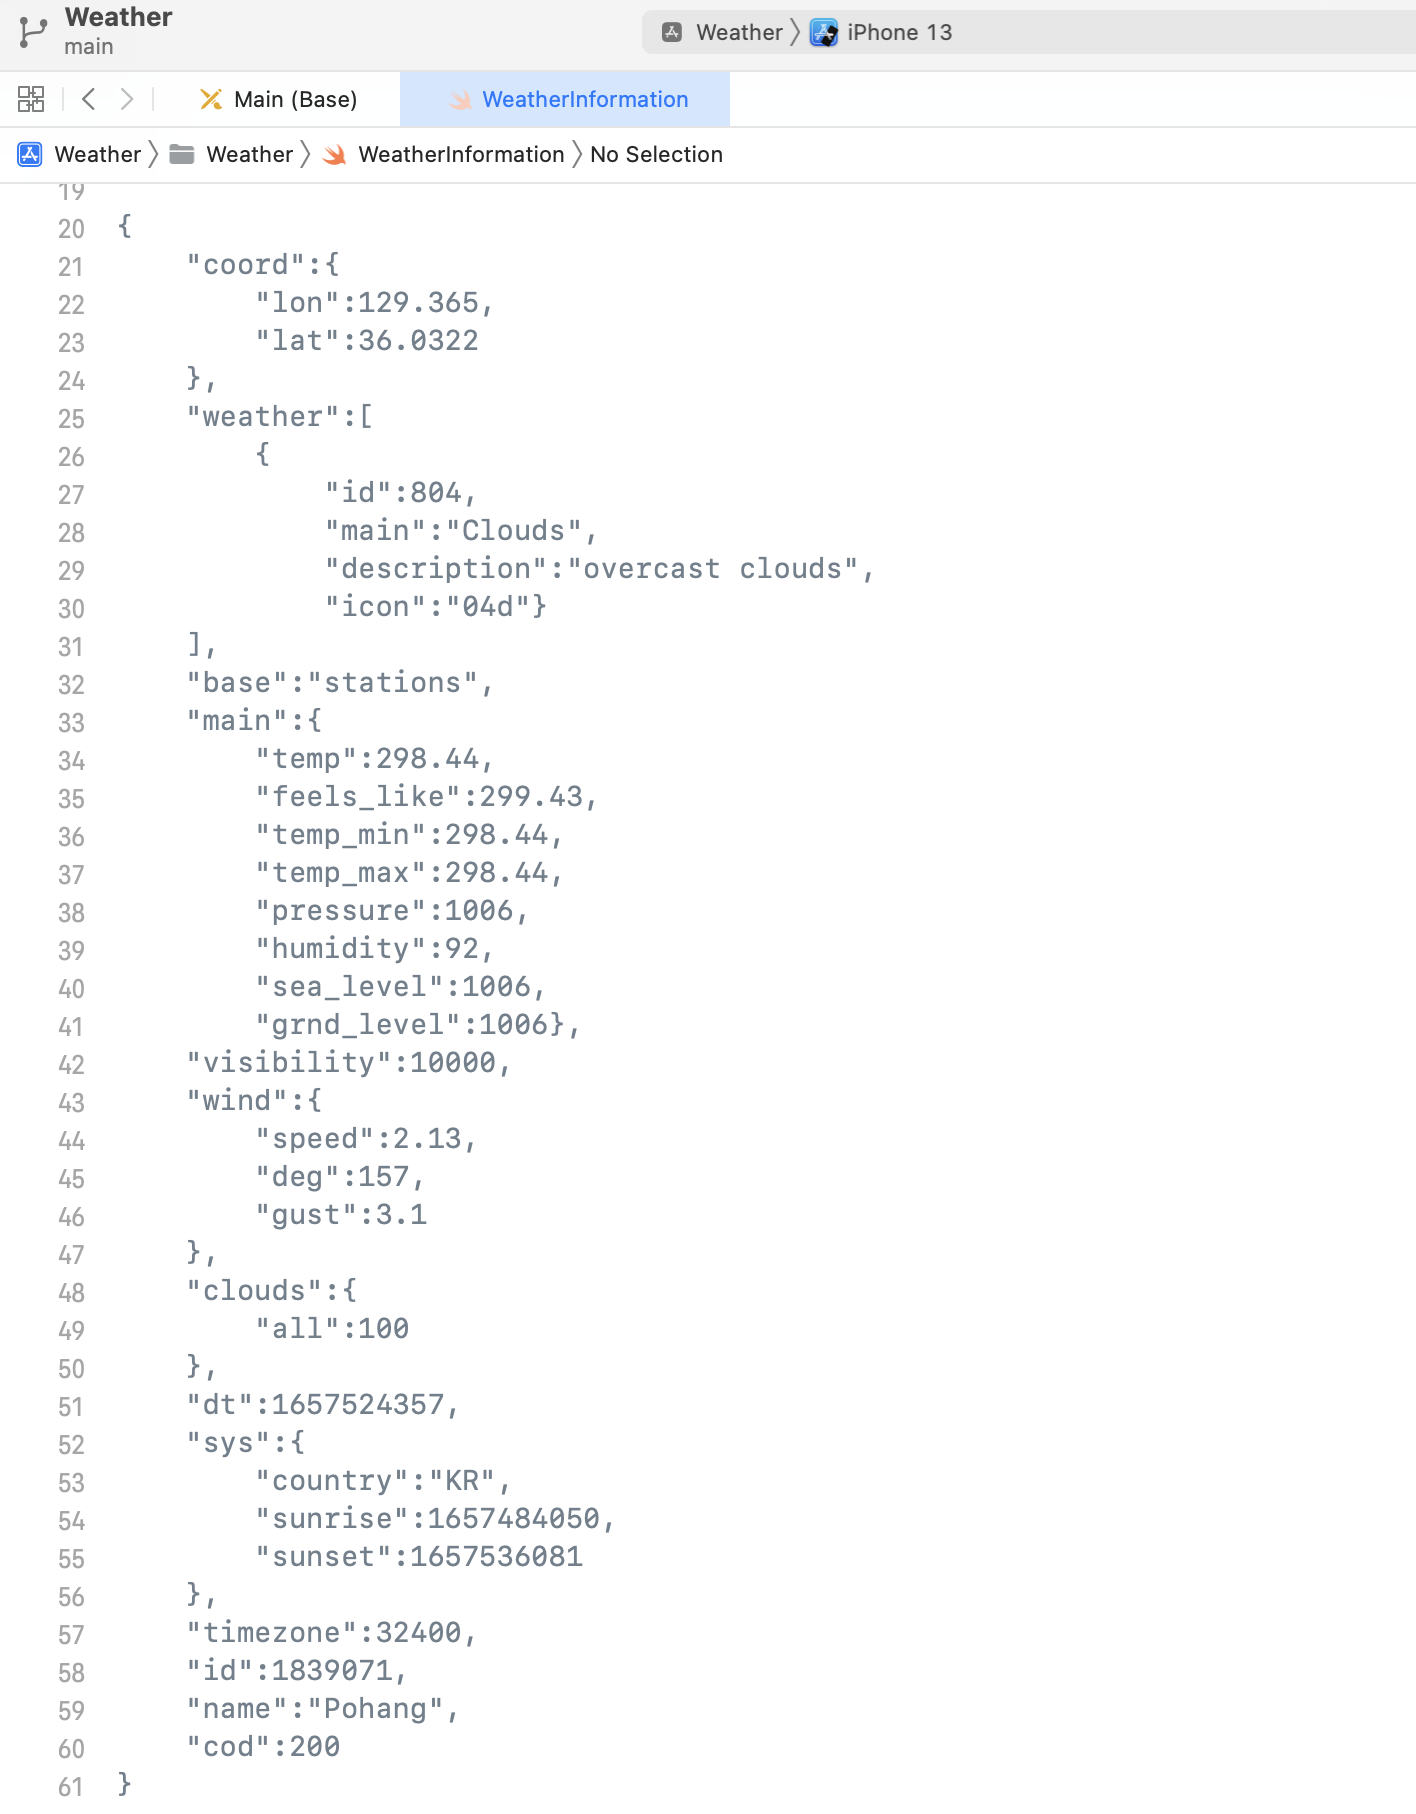 Weather
main
Weather 〉 iPhone 13
Main (Base)
WeatherInformation
Weather 〉 Weather 〉 WeatherInformation 〉 No Selection
19
20 {
21     "coord":{
22         "lon":129.365,
23         "lat":36.0322
24     },
25     "weather":[
26         {
27             "id":804,
28             "main":"Clouds",
29             "description":"overcast clouds",
30             "icon":"04d"}
31     ],
32     "base":"stations",
33     "main":{
34         "temp":298.44,
35         "feels_like":299.43,
36         "temp_min":298.44,
37         "temp_max":298.44,
38         "pressure":1006,
39         "humidity":92,
40         "sea_level":1006,
41         "grnd_level":1006},
42     "visibility":10000,
43     "wind":{
44         "speed":2.13,
45         "deg":157,
46         "gust":3.1
47     },
48     "clouds":{
49         "all":100
50     },
51     "dt":1657524357,
52     "sys":{
53         "country":"KR",
54         "sunrise":1657484050,
55         "sunset":1657536081
56     },
57     "timezone":32400,
58     "id":1839071,
59     "name":"Pohang",
60     "cod":200
61 }